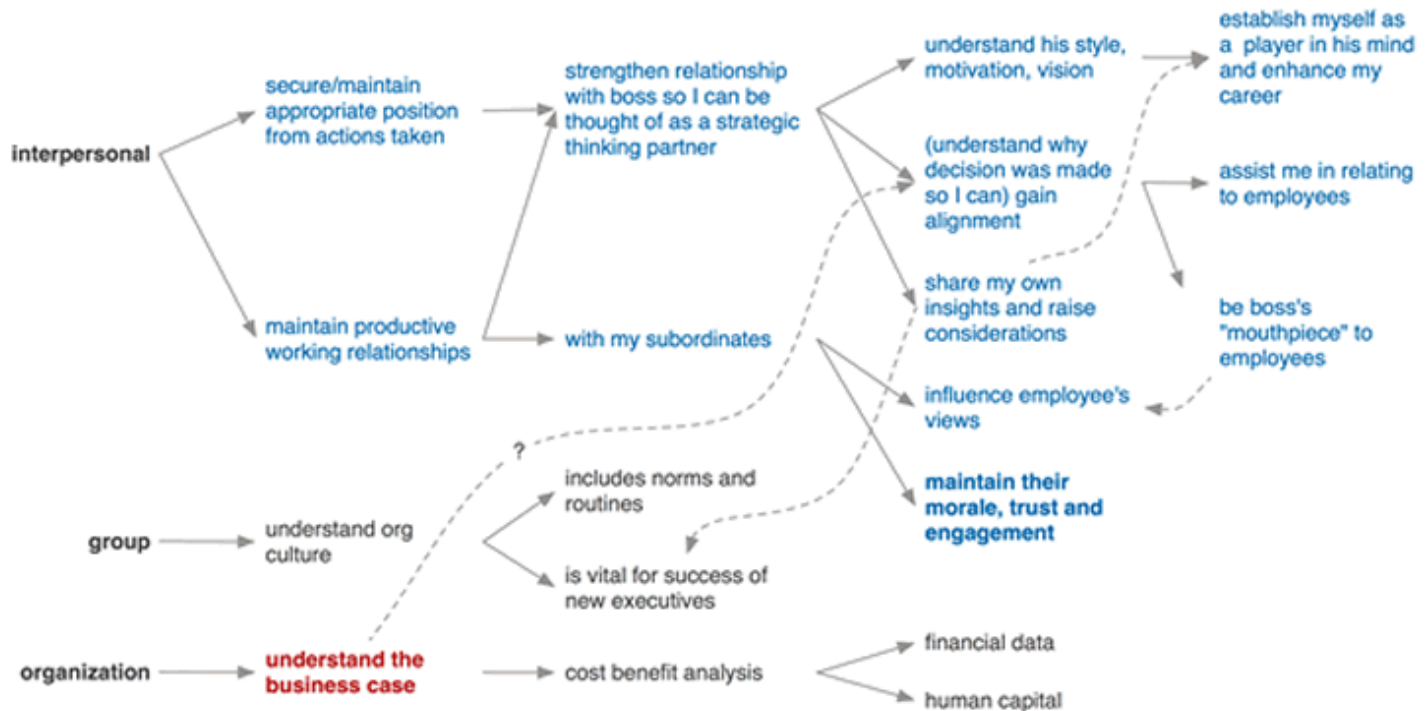 interpersonal
secure/maintain
appropriate position
from actions taken
maintain productive
working relationships
strengthen relationship
with boss so I can be
thought of as a strategic
thinking partner
with my subordinates
understand his style,
motivation, vision
(understand why
decision was made
so I can) gain
alignment
share my own
insights and raise
considerations
influence employee's
views
maintain their
morale, trust and
engagement
establish myself as
a player in his mind
and enhance my
career
assist me in relating
to employees
be boss's
"mouthpiece" to
employees
?
group
understand org
culture
includes norms and
routines
is vital for success of
new executives
organization
understand the
business case
cost benefit analysis
financial data
human capital